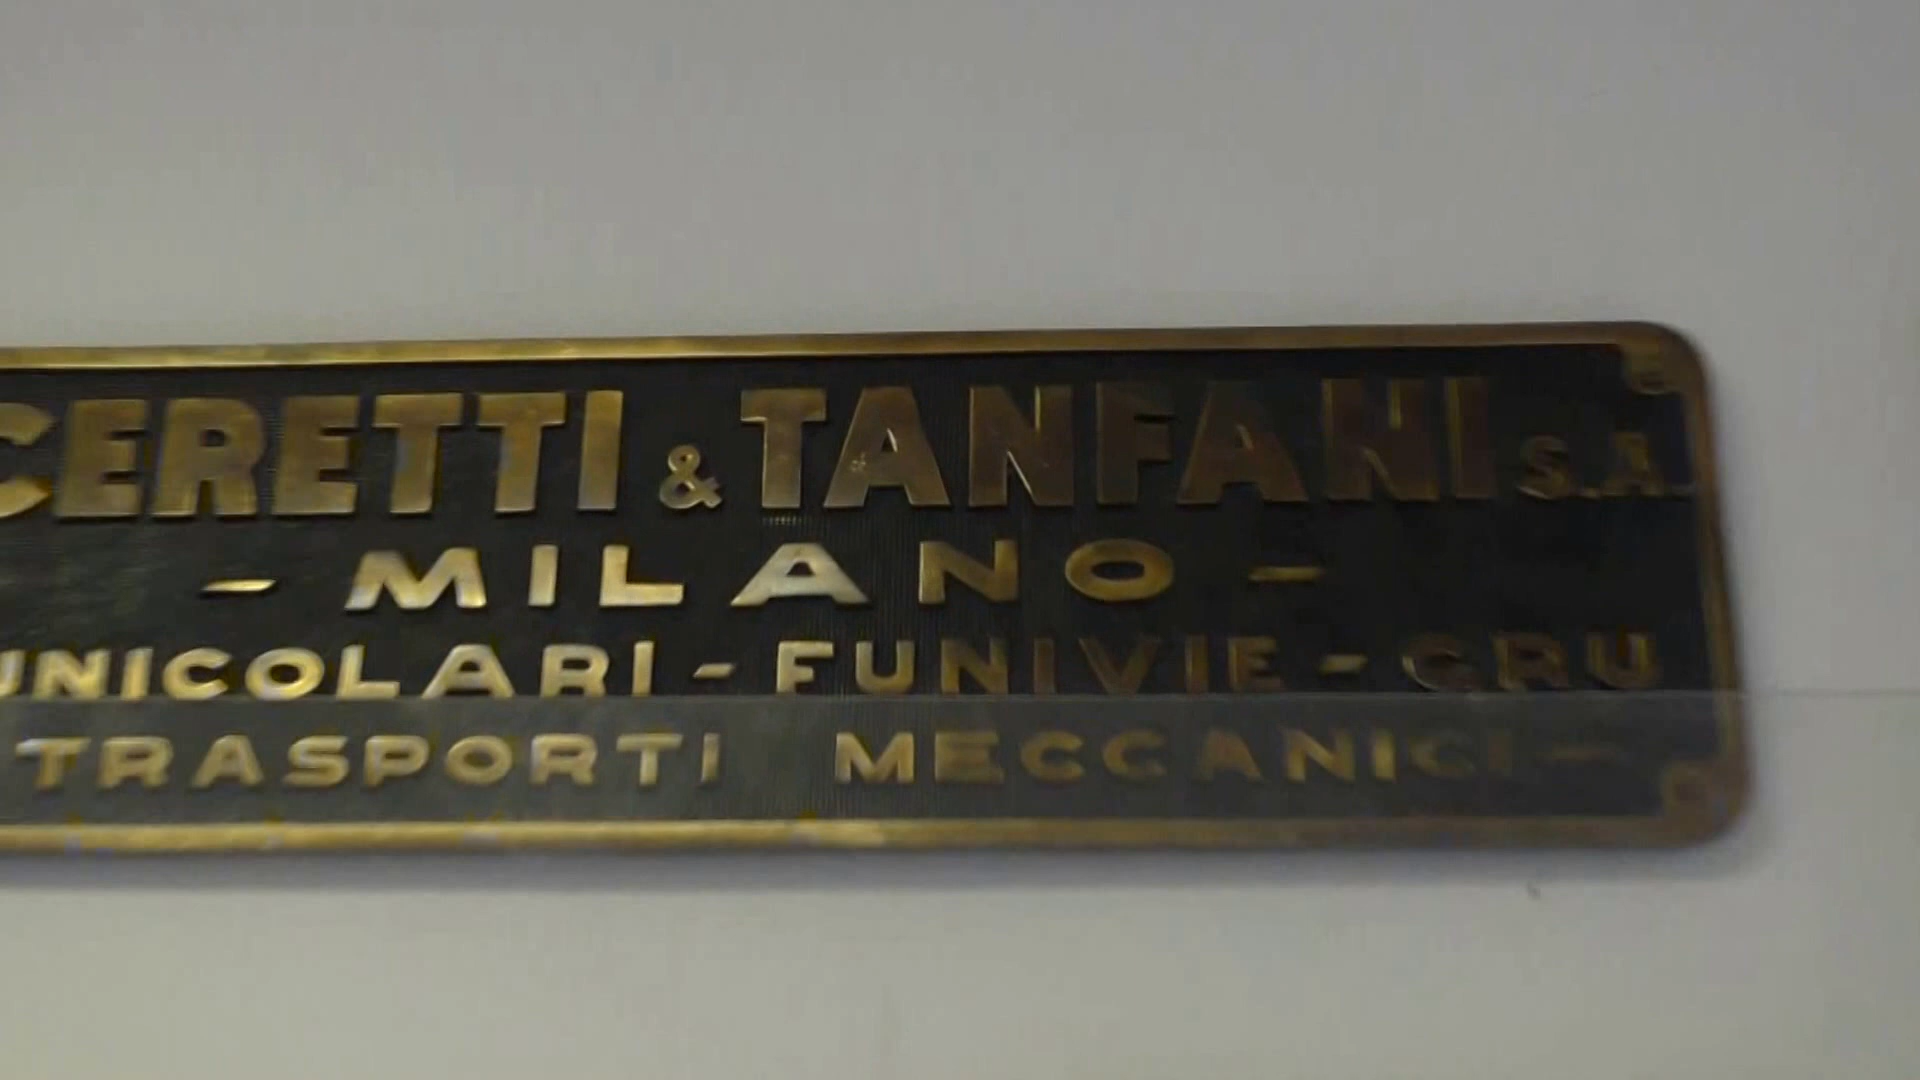 CERETTI & TANFANI S.A.
- MILANO -
UNICOLARI - FUNIVIE - GRU
TRASPORTI MECCANICI -